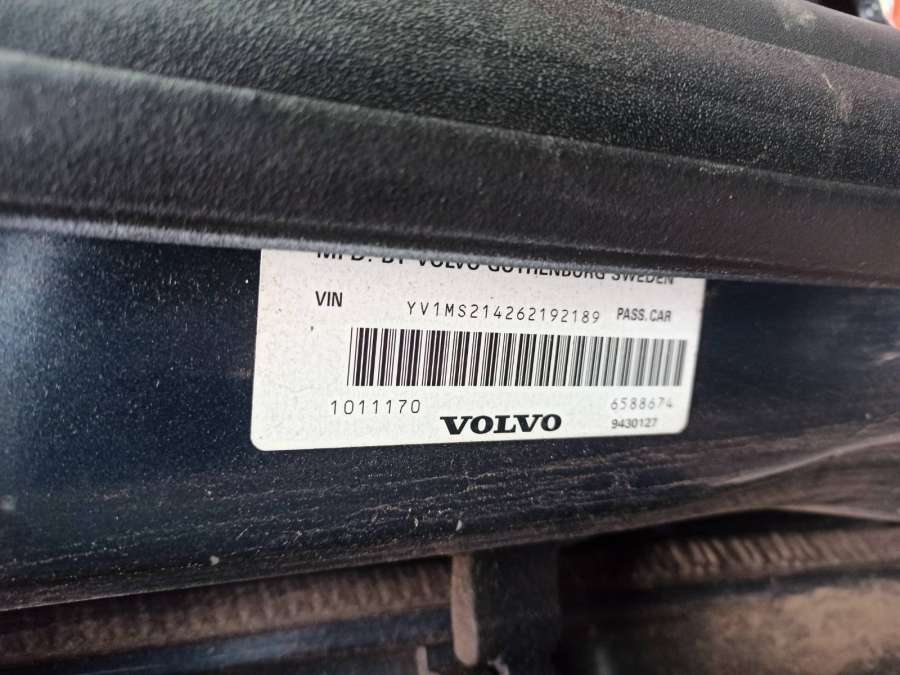 MFD. BY VOLVO GOTHENBURG SWEDEN
VIN YV1MS214262192189 PASS. CAR
1011170 VOLVO 6588674
9430127